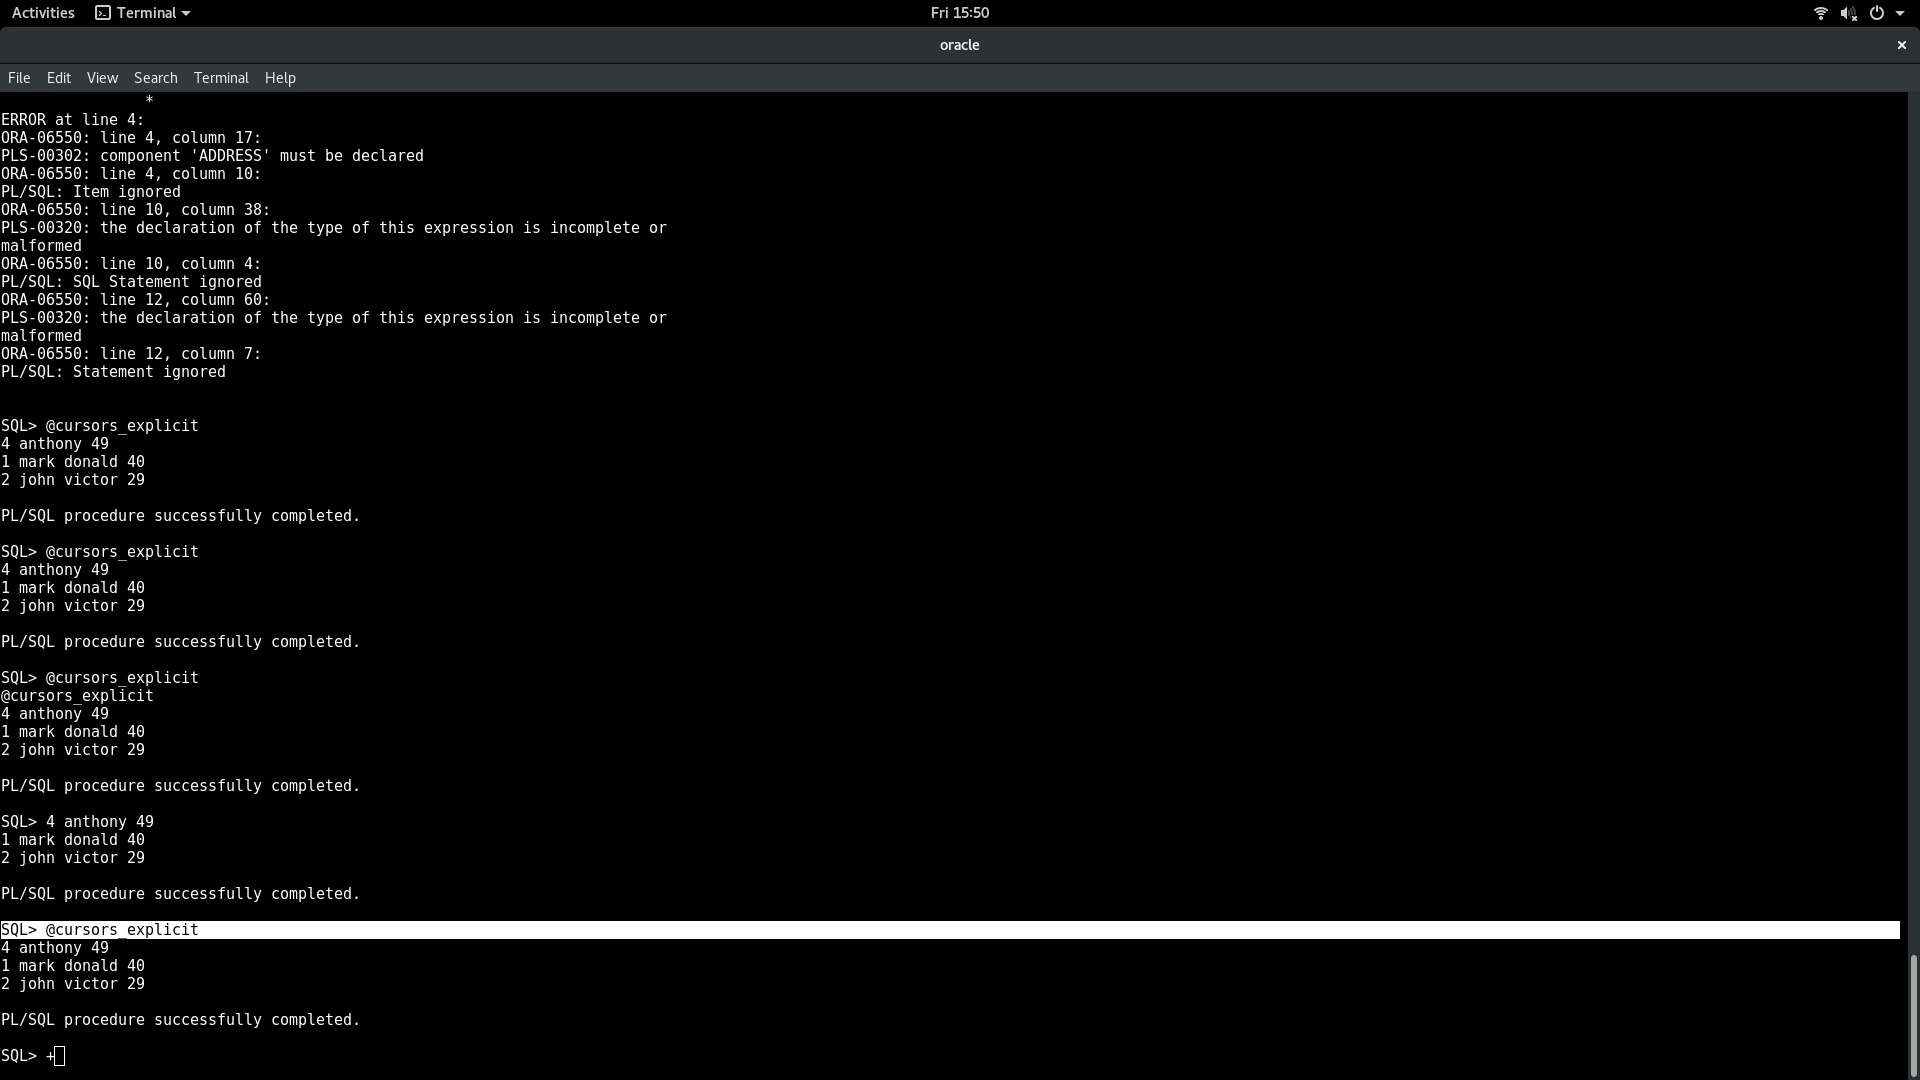 Activities Terminal Fri 15:50
oracle
File Edit View Search Terminal Help
*
ERROR at line 4:
ORA-06550: line 4, column 17:
PLS-00302: component 'ADDRESS' must be declared
ORA-06550: line 4, column 10:
PL/SQL: Item ignored
ORA-06550: line 10, column 38:
PLS-00320: the declaration of the type of this expression is incomplete or
malformed
ORA-06550: line 10, column 4:
PL/SQL: SQL Statement ignored
ORA-06550: line 12, column 60:
PLS-00320: the declaration of the type of this expression is incomplete or
malformed
ORA-06550: line 12, column 7:
PL/SQL: Statement ignored
SQL> @cursors_explicit
4 anthony 49
1 mark donald 40
2 john victor 29
PL/SQL procedure successfully completed.
SQL> @cursors_explicit
4 anthony 49
1 mark donald 40
2 john victor 29
PL/SQL procedure successfully completed.
SQL> @cursors_explicit
@cursors_explicit
4 anthony 49
1 mark donald 40
2 john victor 29
PL/SQL procedure successfully completed.
SQL> 4 anthony 49
1 mark donald 40
2 john victor 29
PL/SQL procedure successfully completed.
SQL> @cursors_explicit
4 anthony 49
1 mark donald 40
2 john victor 29
PL/SQL procedure successfully completed.
SQL> +